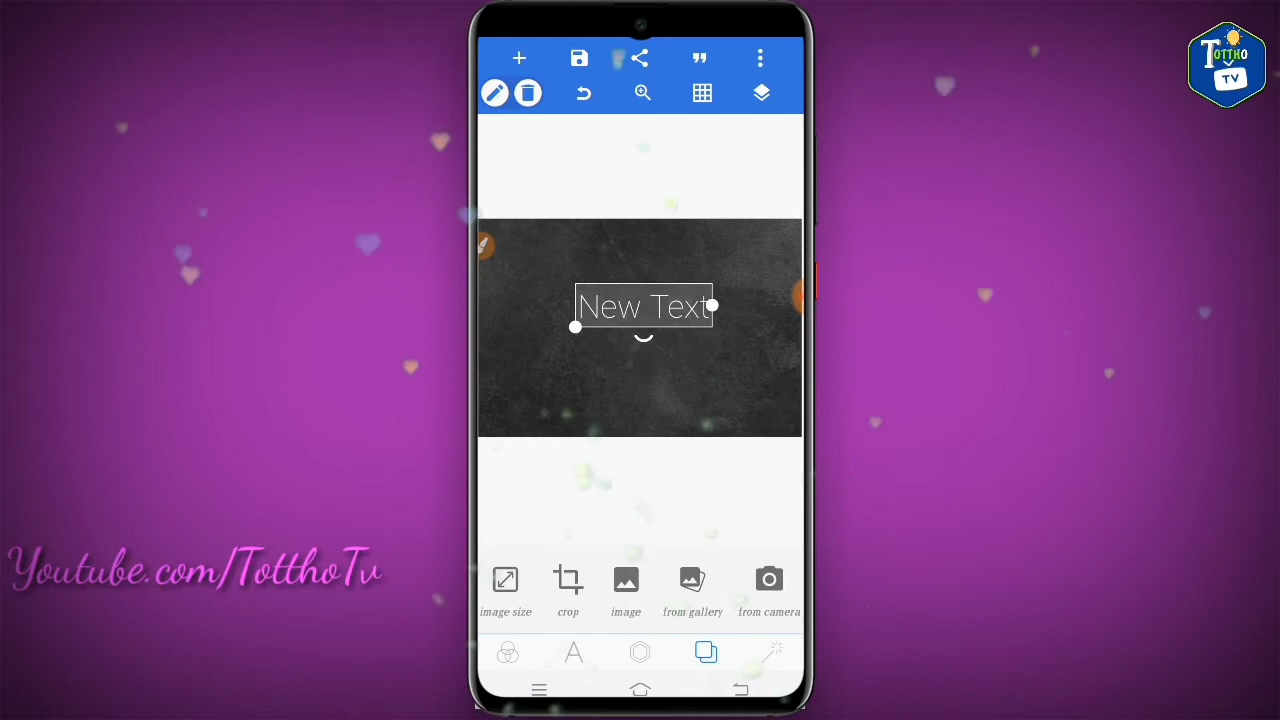 TOTTHO
TV
New Text
Youtube.com/TotthoTv
image size
crop
image
from gallery
from camera